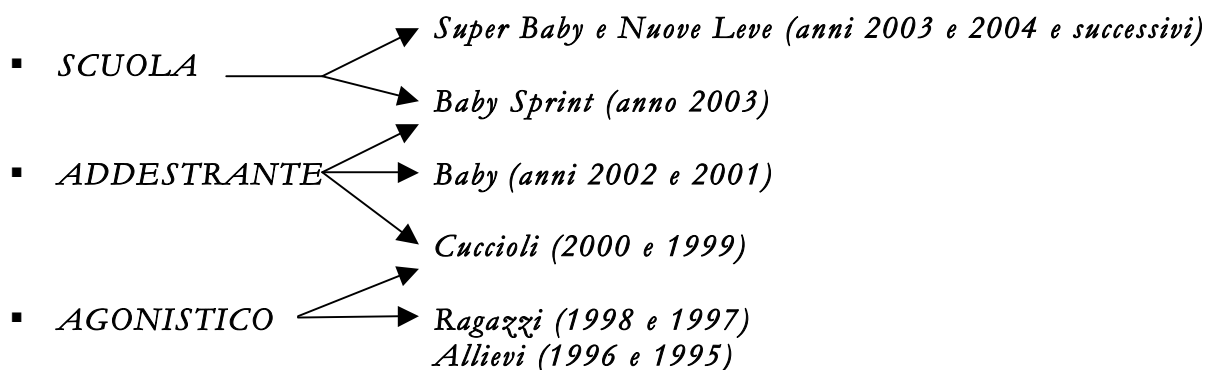 Super Baby e Nuove Leve (anni 2003 e 2004 e successivi)
▪ SCUOLA
Baby Sprint (anno 2003)
▪ ADDESTRANTE Baby (anni 2002 e 2001)
Cuccioli (2000 e 1999)
▪ AGONISTICO Ragazzi (1998 e 1997)
Allievi (1996 e 1995)